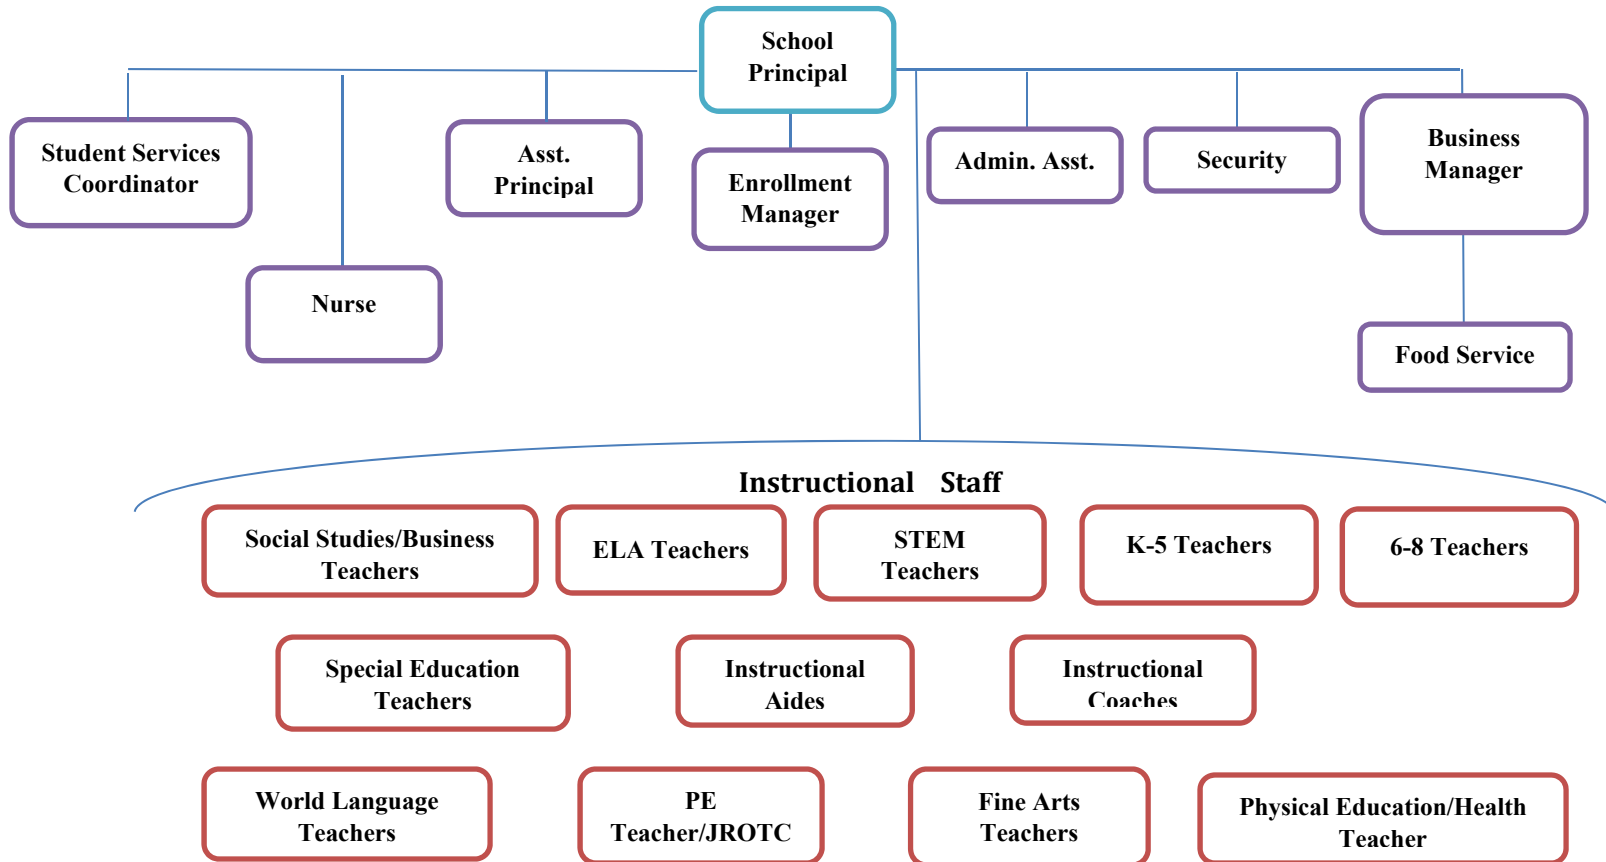 School
Principal
Student Services
Coordinator
Asst.
Principal
Enrollment
Manager
Admin. Asst.
Security
Business
Manager
Nurse
Food Service
Instructional Staff
Social Studies/Business
Teachers
ELA Teachers
STEM
Teachers
K-5 Teachers
6-8 Teachers
Special Education
Teachers
Instructional
Aides
Instructional
Coaches
World Language
Teachers
PE
Teacher/JROTC
Fine Arts
Teachers
Physical Education/Health
Teacher